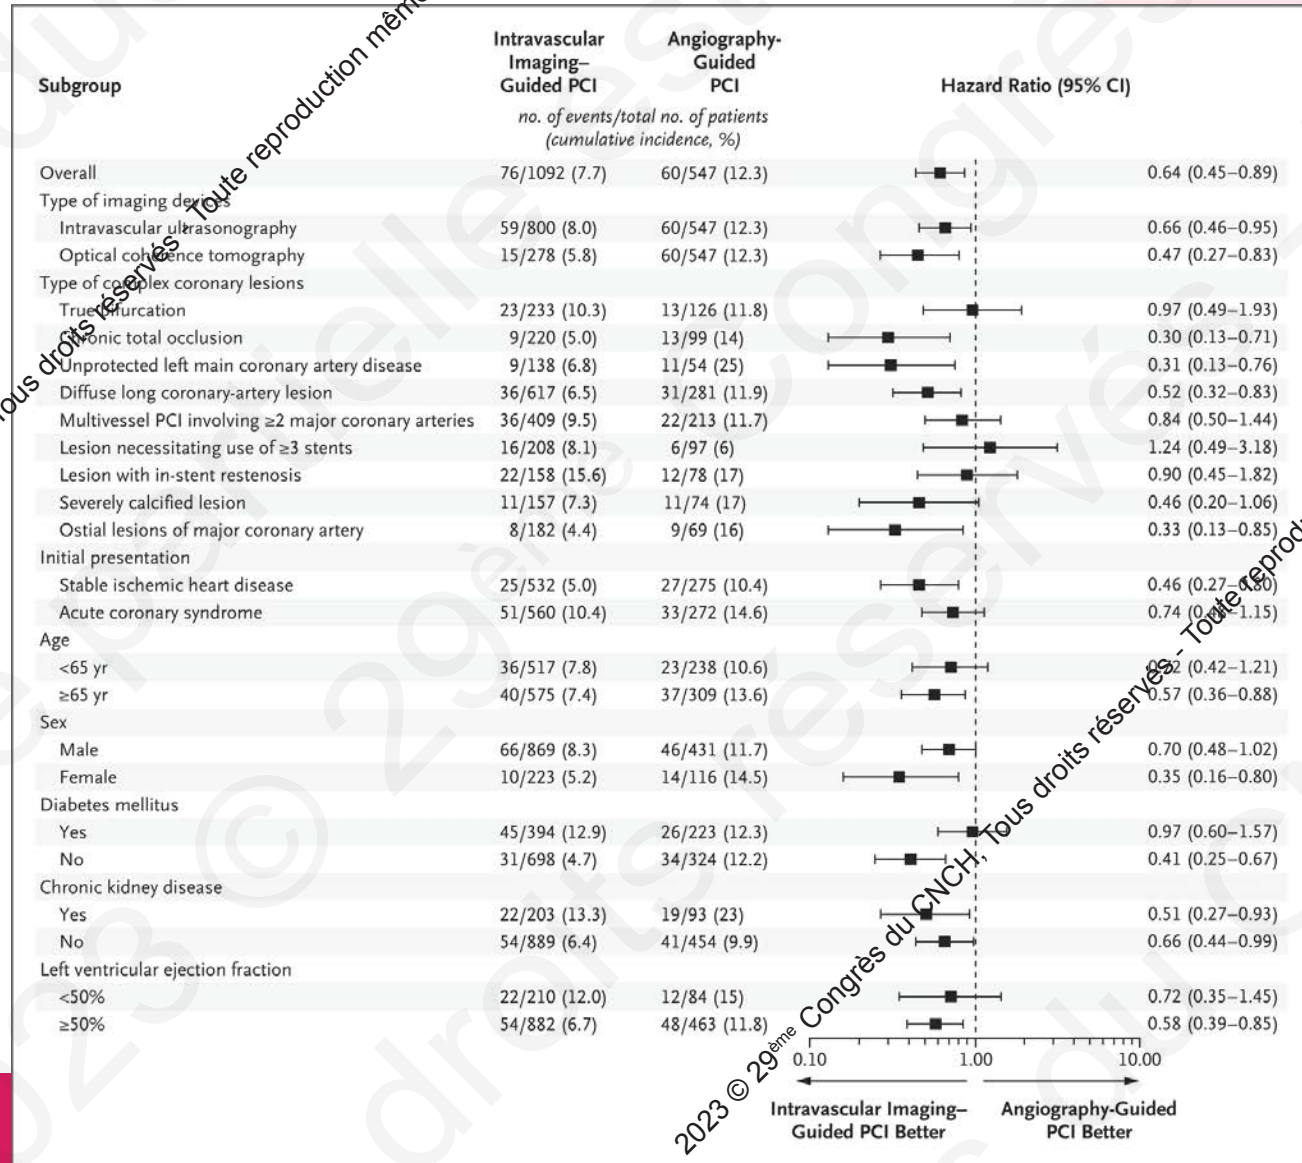 Intravascular Imaging–Guided PCI
Angiography-Guided PCI
Subgroup
Hazard Ratio (95% CI)
no. of events/total no. of patients
(cumulative incidence, %)
Overall 76/1092 (7.7) 60/547 (12.3) 0.64 (0.45–0.89)
Type of imaging devices
Intravascular ultrasonography 59/800 (8.0) 60/547 (12.3) 0.66 (0.46–0.95)
Optical coherence tomography 15/278 (5.8) 60/547 (12.3) 0.47 (0.27–0.83)
Type of complex coronary lesions
True bifurcation 23/233 (10.3) 13/126 (11.8) 0.97 (0.49–1.93)
Chronic total occlusion 9/220 (5.0) 13/99 (14) 0.30 (0.13–0.71)
Unprotected left main coronary artery disease 9/138 (6.8) 11/54 (25) 0.31 (0.13–0.76)
Diffuse long coronary-artery lesion 36/617 (6.5) 31/281 (11.9) 0.52 (0.32–0.83)
Multivessel PCI involving ≥2 major coronary arteries 36/409 (9.5) 22/213 (11.7) 0.84 (0.50–1.44)
Lesion necessitating use of ≥3 stents 16/208 (8.1) 6/97 (6) 1.24 (0.49–3.18)
Lesion with in-stent restenosis 22/158 (15.6) 12/78 (17) 0.90 (0.45–1.82)
Severely calcified lesion 11/157 (7.3) 11/74 (17) 0.46 (0.20–1.06)
Ostial lesions of major coronary artery 8/182 (4.4) 9/69 (16) 0.33 (0.13–0.85)
Initial presentation
Stable ischemic heart disease 25/532 (5.0) 27/275 (10.4) 0.46 (0.27–0.80)
Acute coronary syndrome 51/560 (10.4) 33/272 (14.6) 0.74 1.15)
Age
<65 yr 36/517 (7.8) 23/238 (10.6) (0.42–1.21)
≥65 yr 40/575 (7.4) 37/309 (13.6) 0.57 (0.36–0.88)
Sex
Male 66/869 (8.3) 46/431 (11.7) 0.70 (0.48–1.02)
Female 10/223 (5.2) 14/116 (14.5) 0.35 (0.16–0.80)
Diabetes mellitus
Yes 45/394 (12.9) 26/223 (12.3) 0.97 (0.60–1.57)
No 31/698 (4.7) 34/324 (12.2) 0.41 (0.25–0.67)
Chronic kidney disease
Yes 22/203 (13.3) 19/93 (23) 0.51 (0.27–0.93)
No 54/889 (6.4) 41/454 (9.9) 0.66 (0.44–0.99)
Left ventricular ejection fraction
<50% 22/210 (12.0) 12/84 (15) 0.72 (0.35–1.45)
≥50% 54/882 (6.7) 48/463 (11.8) 0.58 (0.39–0.85)
0.10 1.00 10.00
Intravascular Imaging–Guided PCI Better
Angiography-Guided PCI Better
Tous droits réservés - Toute reproduction même
2023 © 29ème Congrès du CNCH, Tous droits réservés - Toute reprodu